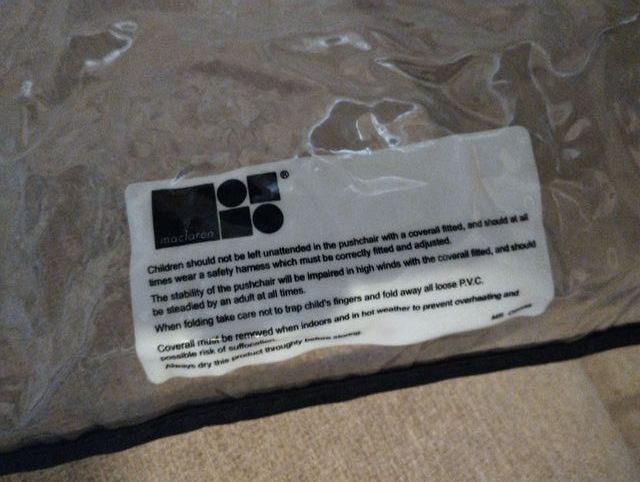 maclaren ®
Children should not be left unattended in the pushchair with a coverall fitted, and should at all
times wear a safety harness which must be correctly fitted and adjusted.
The stability of the pushchair will be impaired in high winds with the coverall fitted, and should
be steadied by an adult at all times.
When folding take care not to trap child's fingers and fold away all loose P.V.C.
Coverall must be removed when indoors and in hot weather to prevent overheating and
possible risk of suffocation.
Always dry this product throughly before storing.